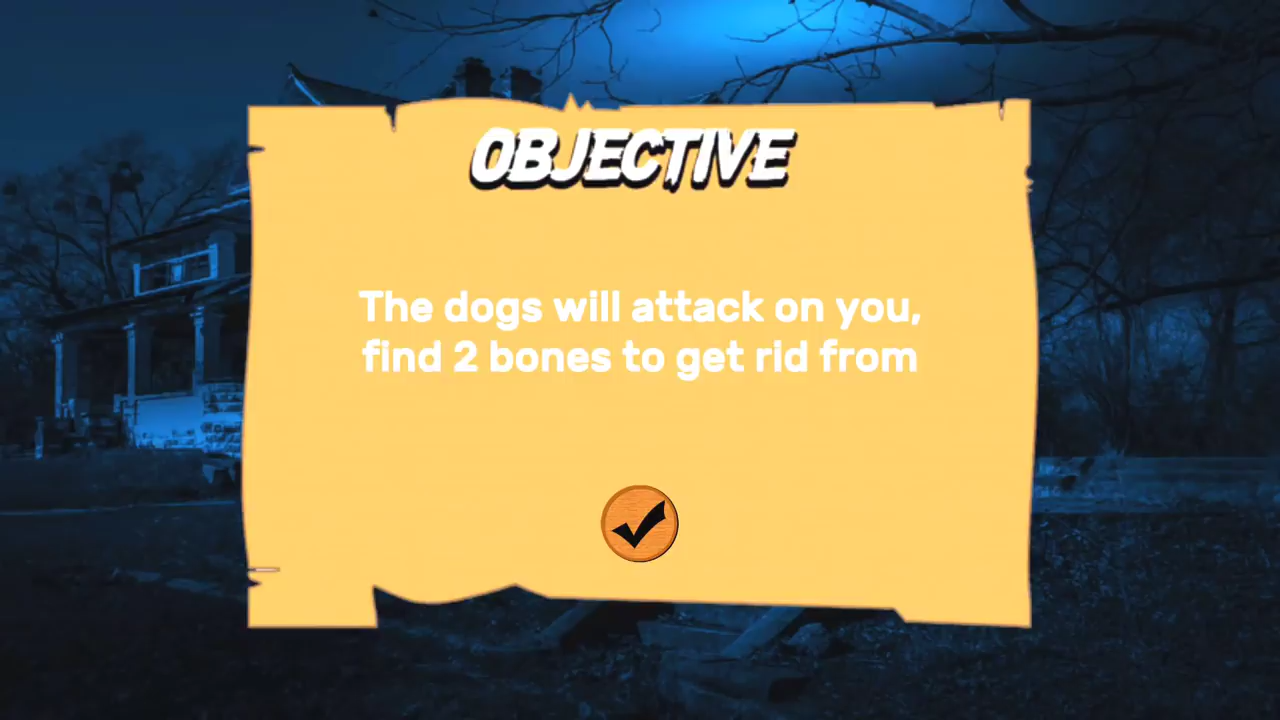 OBJECTIVE
The dogs will attack on you,
find 2 bones to get rid from